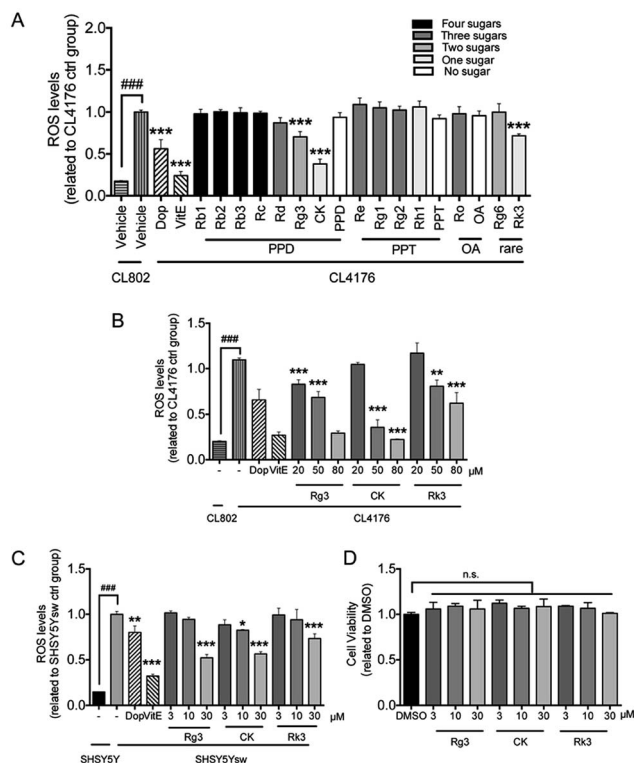 A
Four sugars
Three sugars
Two sugars
One sugar
No sugar
ROS levels
(related to CL4176 ctrl group)
2.0
1.5
1.0
0.5
0.0
###
***
***
***
***
***
Vehicle
Vehicle
Dop
VitE
Rb1
Rb2
Rb3
Rc
Rd
Rg3
CK
PPD
Re
Rg1
Rg2
Rh1
PPT
Ro
OA
Rg6
Rk3
PPD
PPT
OA
rare
CL802
CL4176
B
ROS levels
(related to CL4176 ctrl group)
1.5
1.0
0.5
0.0
###
*** *** *** *** ** ***
- - Dop VitE 20 50 80 20 50 80 20 50 80 μM
Rg3 CK Rk3
CL802 CL4176
C
ROS levels
(related to SHSY5Ysw ctrl group)
2.0
1.5
1.0
0.5
0.0
###
** *** *** * *** ***
- - Dop VitE 3 10 30 3 10 30 3 10 30 μM
Rg3 CK Rk3
SHSY5Y SHSY5Ysw
D
Cell Viability
(related to DMSO)
1.5
1.0
0.5
0.0
n.s.
DMSO 3 10 30 3 10 30 3 10 30 μM
Rg3 CK Rk3